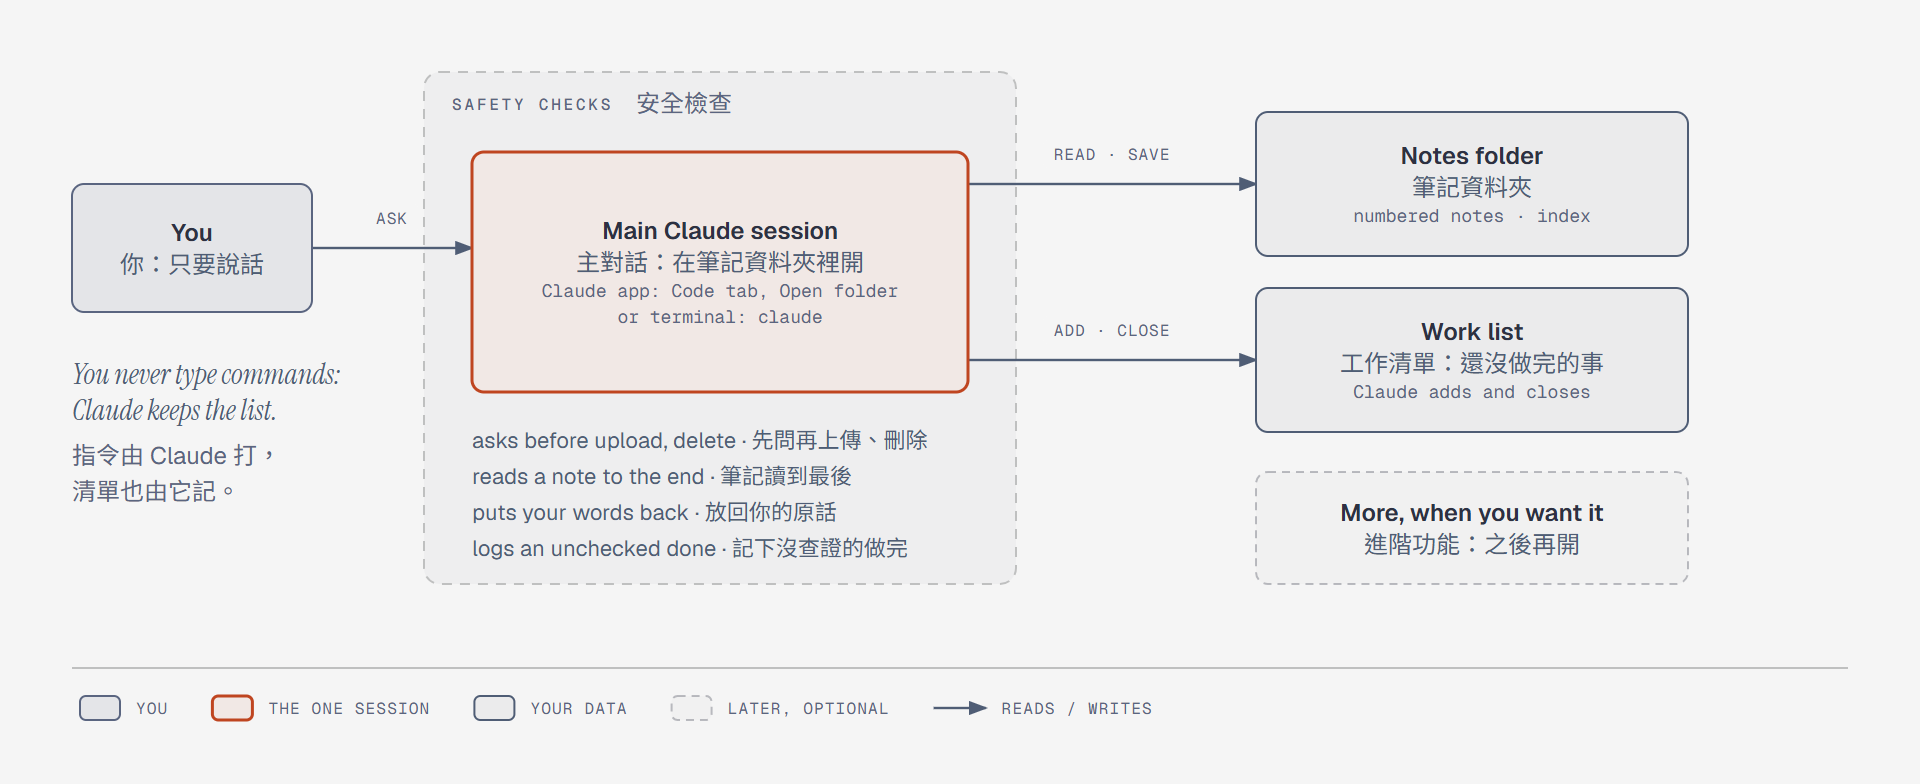 SAFETY CHECKS 安全檢查
You
你：只要說話
ASK
Main Claude session
主對話：在筆記資料夾裡開
Claude app: Code tab, Open folder
or terminal: claude
READ · SAVE
Notes folder
筆記資料夾
numbered notes · index
ADD · CLOSE
Work list
工作清單：還沒做完的事
Claude adds and closes
You never type commands:
Claude keeps the list.
指令由 Claude 打，
清單也由它記。
asks before upload, delete · 先問再上傳、刪除
reads a note to the end · 筆記讀到最後
puts your words back · 放回你的原話
logs an unchecked done · 記下沒查證的做完
More, when you want it
進階功能：之後再開
YOU
THE ONE SESSION
YOUR DATA
LATER, OPTIONAL
READS / WRITES